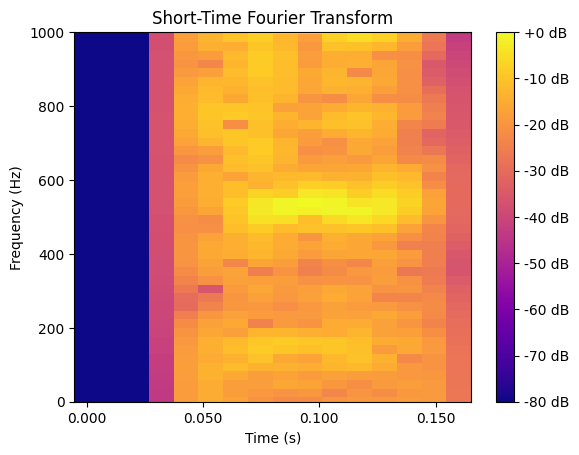 Short-Time Fourier Transform
Frequency (Hz)
1000
800
600
400
200
0
0.000
0.050
0.100
0.150
Time (s)
+0 dB
-10 dB
-20 dB
-30 dB
-40 dB
-50 dB
-60 dB
-70 dB
-80 dB